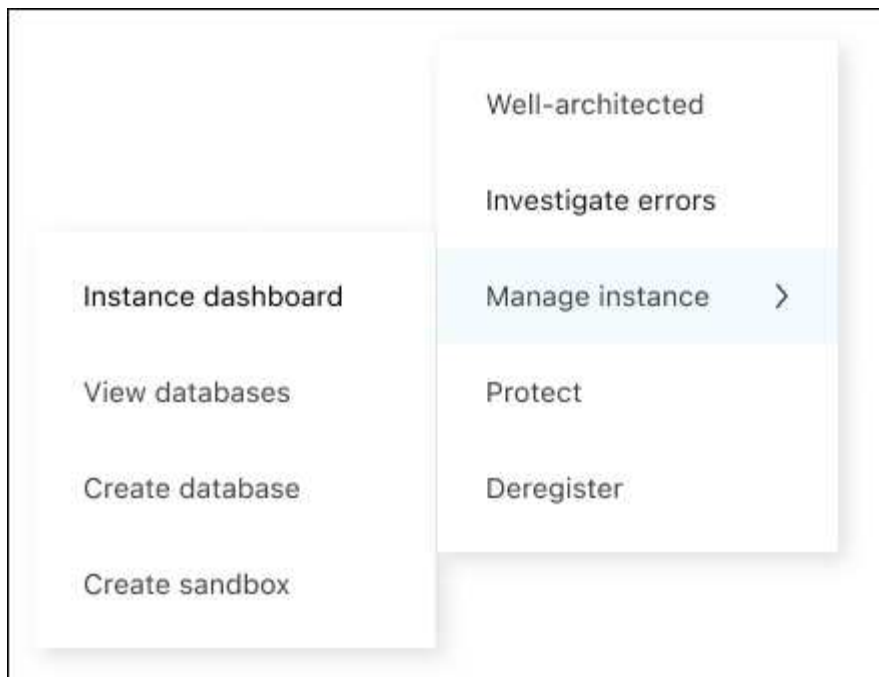 Well-architected
Investigate errors
Manage instance
Protect
Deregister
Instance dashboard
View databases
Create database
Create sandbox